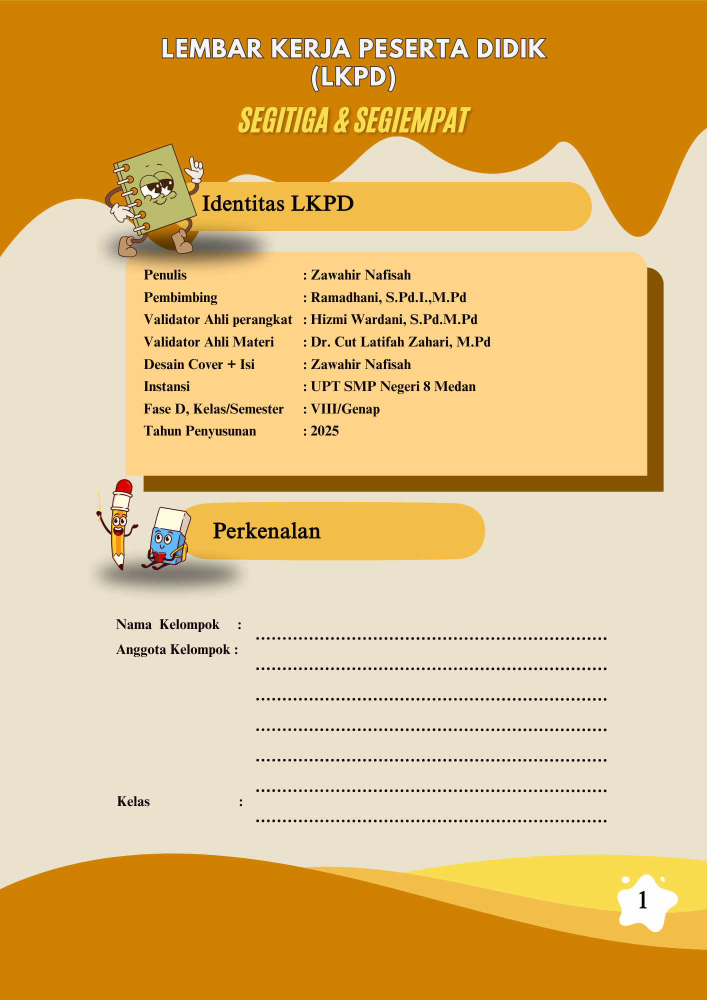 LEMBAR KERJA PESERTA DIDIK
(LKPD)
SEGITIGA & SEGIEMPAT
Identitas LKPD
Penulis : Zawahir Nafisah
Pembimbing : Ramadhani, S.Pd.I.,M.Pd
Validator Ahli perangkat : Hizmi Wardani, S.Pd.M.Pd
Validator Ahli Materi : Dr. Cut Latifah Zahari, M.Pd
Desain Cover + Isi : Zawahir Nafisah
Instansi : UPT SMP Negeri 8 Medan
Fase D, Kelas/Semester : VIII/Genap
Tahun Penyusunan : 2025
Perkenalan
Nama Kelompok :
Anggota Kelompok :
Kelas :
1